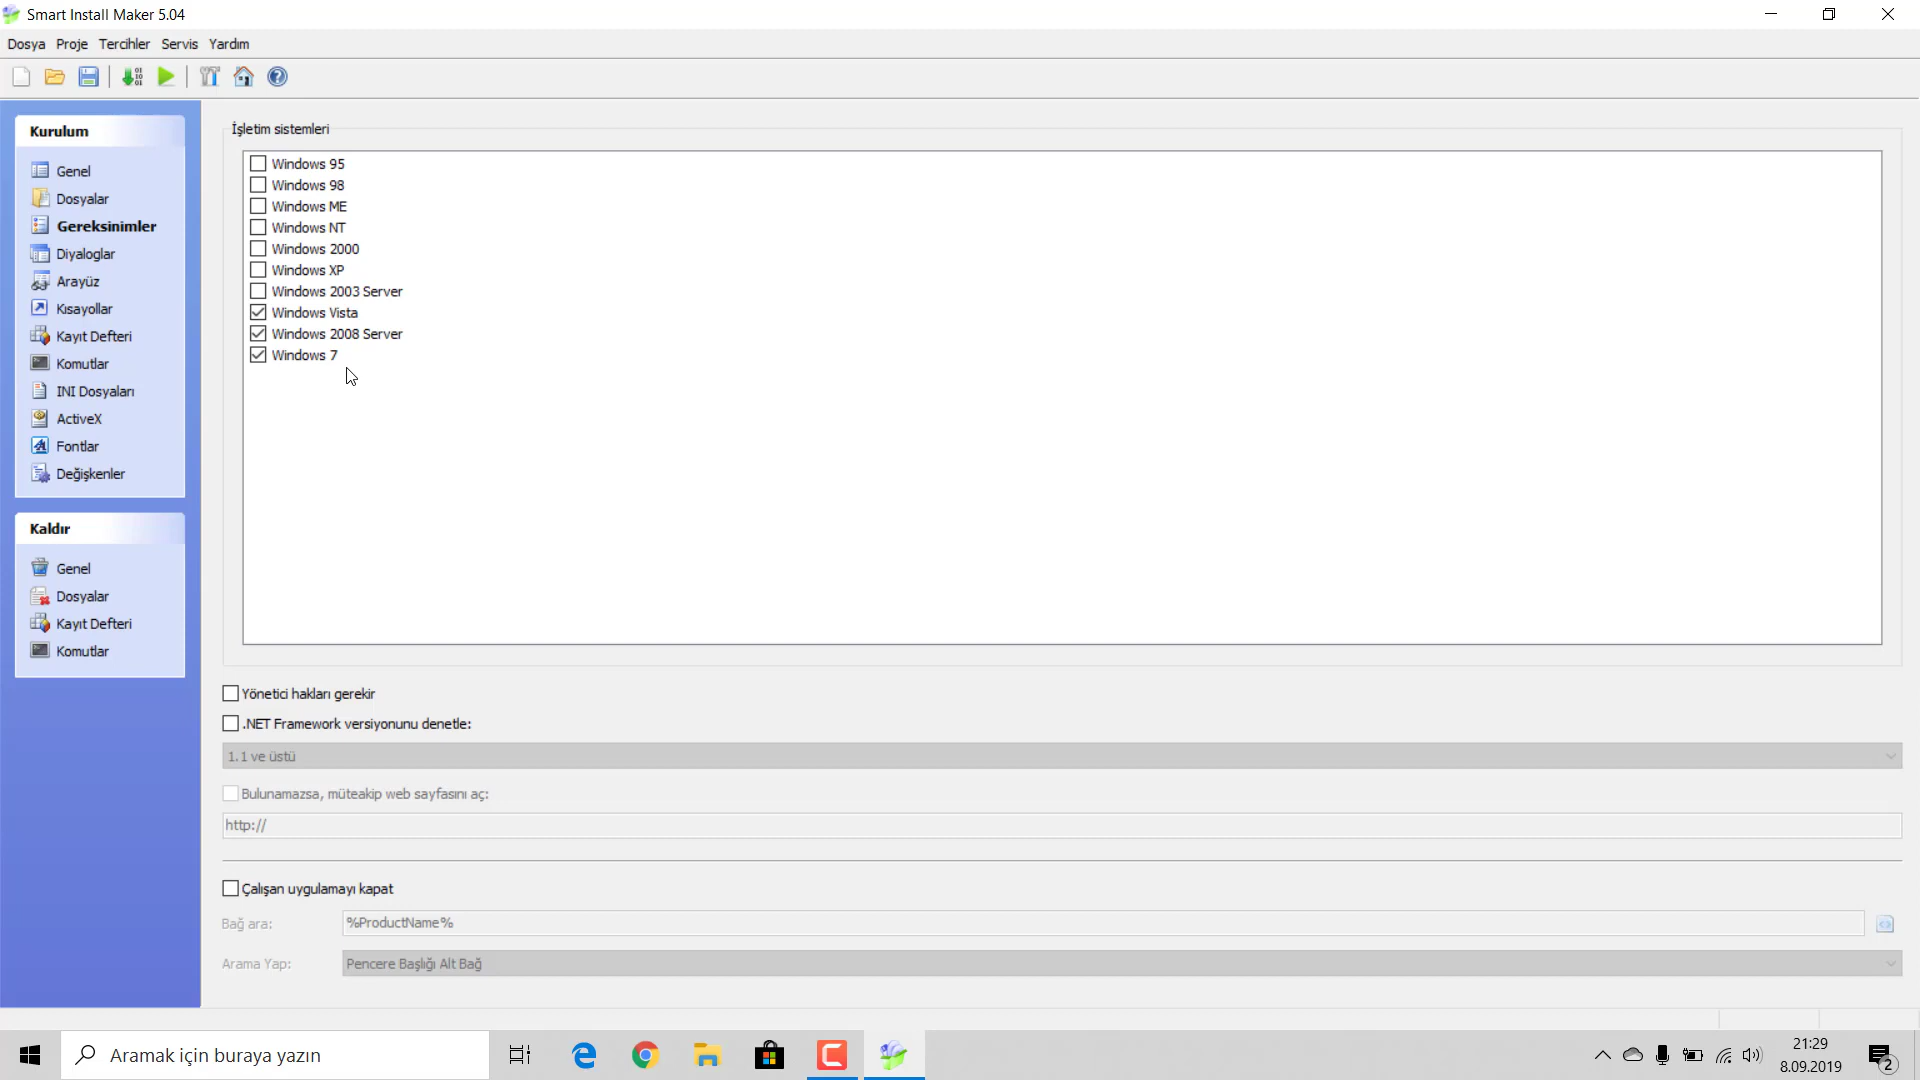 Smart Install Maker 5.04
Dosya Proje Tercihler Servis Yardım
Kurulum
Genel
Dosyalar
Gereksinimler
Diyaloglar
Arayüz
Kısayollar
Kayıt Defteri
Komutlar
INI Dosyaları
ActiveX
Fontlar
Değişkenler
Kaldır
Genel
Dosyalar
Kayıt Defteri
Komutlar
İşletim sistemleri
Windows 95
Windows 98
Windows ME
Windows NT
Windows 2000
Windows XP
Windows 2003 Server
Windows Vista
Windows 2008 Server
Windows 7
Yönetici hakları gerekir
.NET Framework versiyonunu denetle:
1.1 ve üstü
Bulunamazsa, müteakip web sayfasını aç:
http://
Çalışan uygulamayı kapat
Bağ ara: %ProductName%
Arama Yap: Pencere Başlığı Alt Bağ
Aramak için buraya yazın
21:29
8.09.2019
2